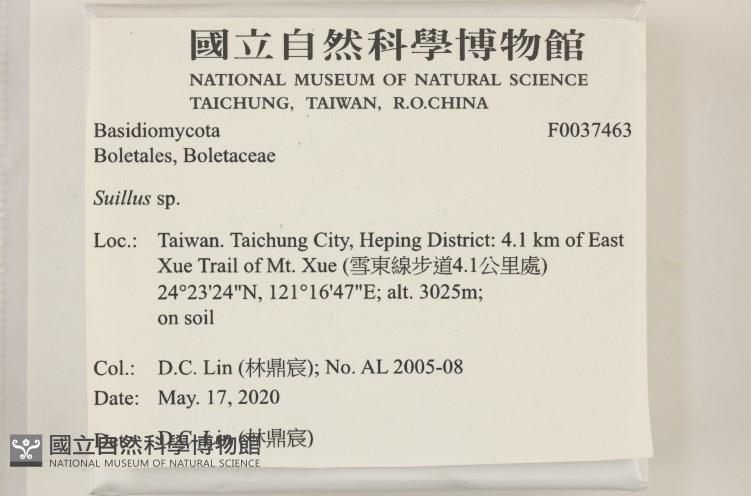 國立自然科學博物館
NATIONAL MUSEUM OF NATURAL SCIENCE
TAICHUNG, TAIWAN, R.O.CHINA
Basidiomycota F0037463
Boletales, Boletaceae
Suillus sp.
Loc.: Taiwan. Taichung City, Heping District: 4.1 km of East
Xue Trail of Mt. Xue (雪東線步道4.1公里處)
24°23'24"N, 121°16'47"E; alt. 3025m;
on soil
Col.: D.C. Lin (林鼎宸); No. AL 2005-08
Date: May. 17, 2020
D.C. Lin (林鼎宸)
國立自然科學博物館
NATIONAL MUSEUM OF NATURAL SCIENCE